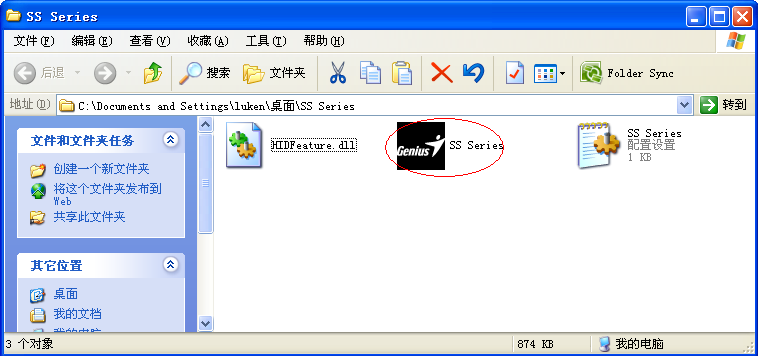 SS Series
文件(F) 编辑(E) 查看(V) 收藏(A) 工具(T) 帮助(H)
后退 搜索 文件夹 Folder Sync
地址(D) C:\Documents and Settings\luken\桌面\SS Series 转到
文件和文件夹任务
创建一个新文件夹
将这个文件夹发布到
Web
共享此文件夹
其它位置
桌面
我的文档
我的电脑
HIDFeature.dll
Genius
SS Series
SS Series
配置设置
1 KB
3 个对象 874 KB 我的电脑